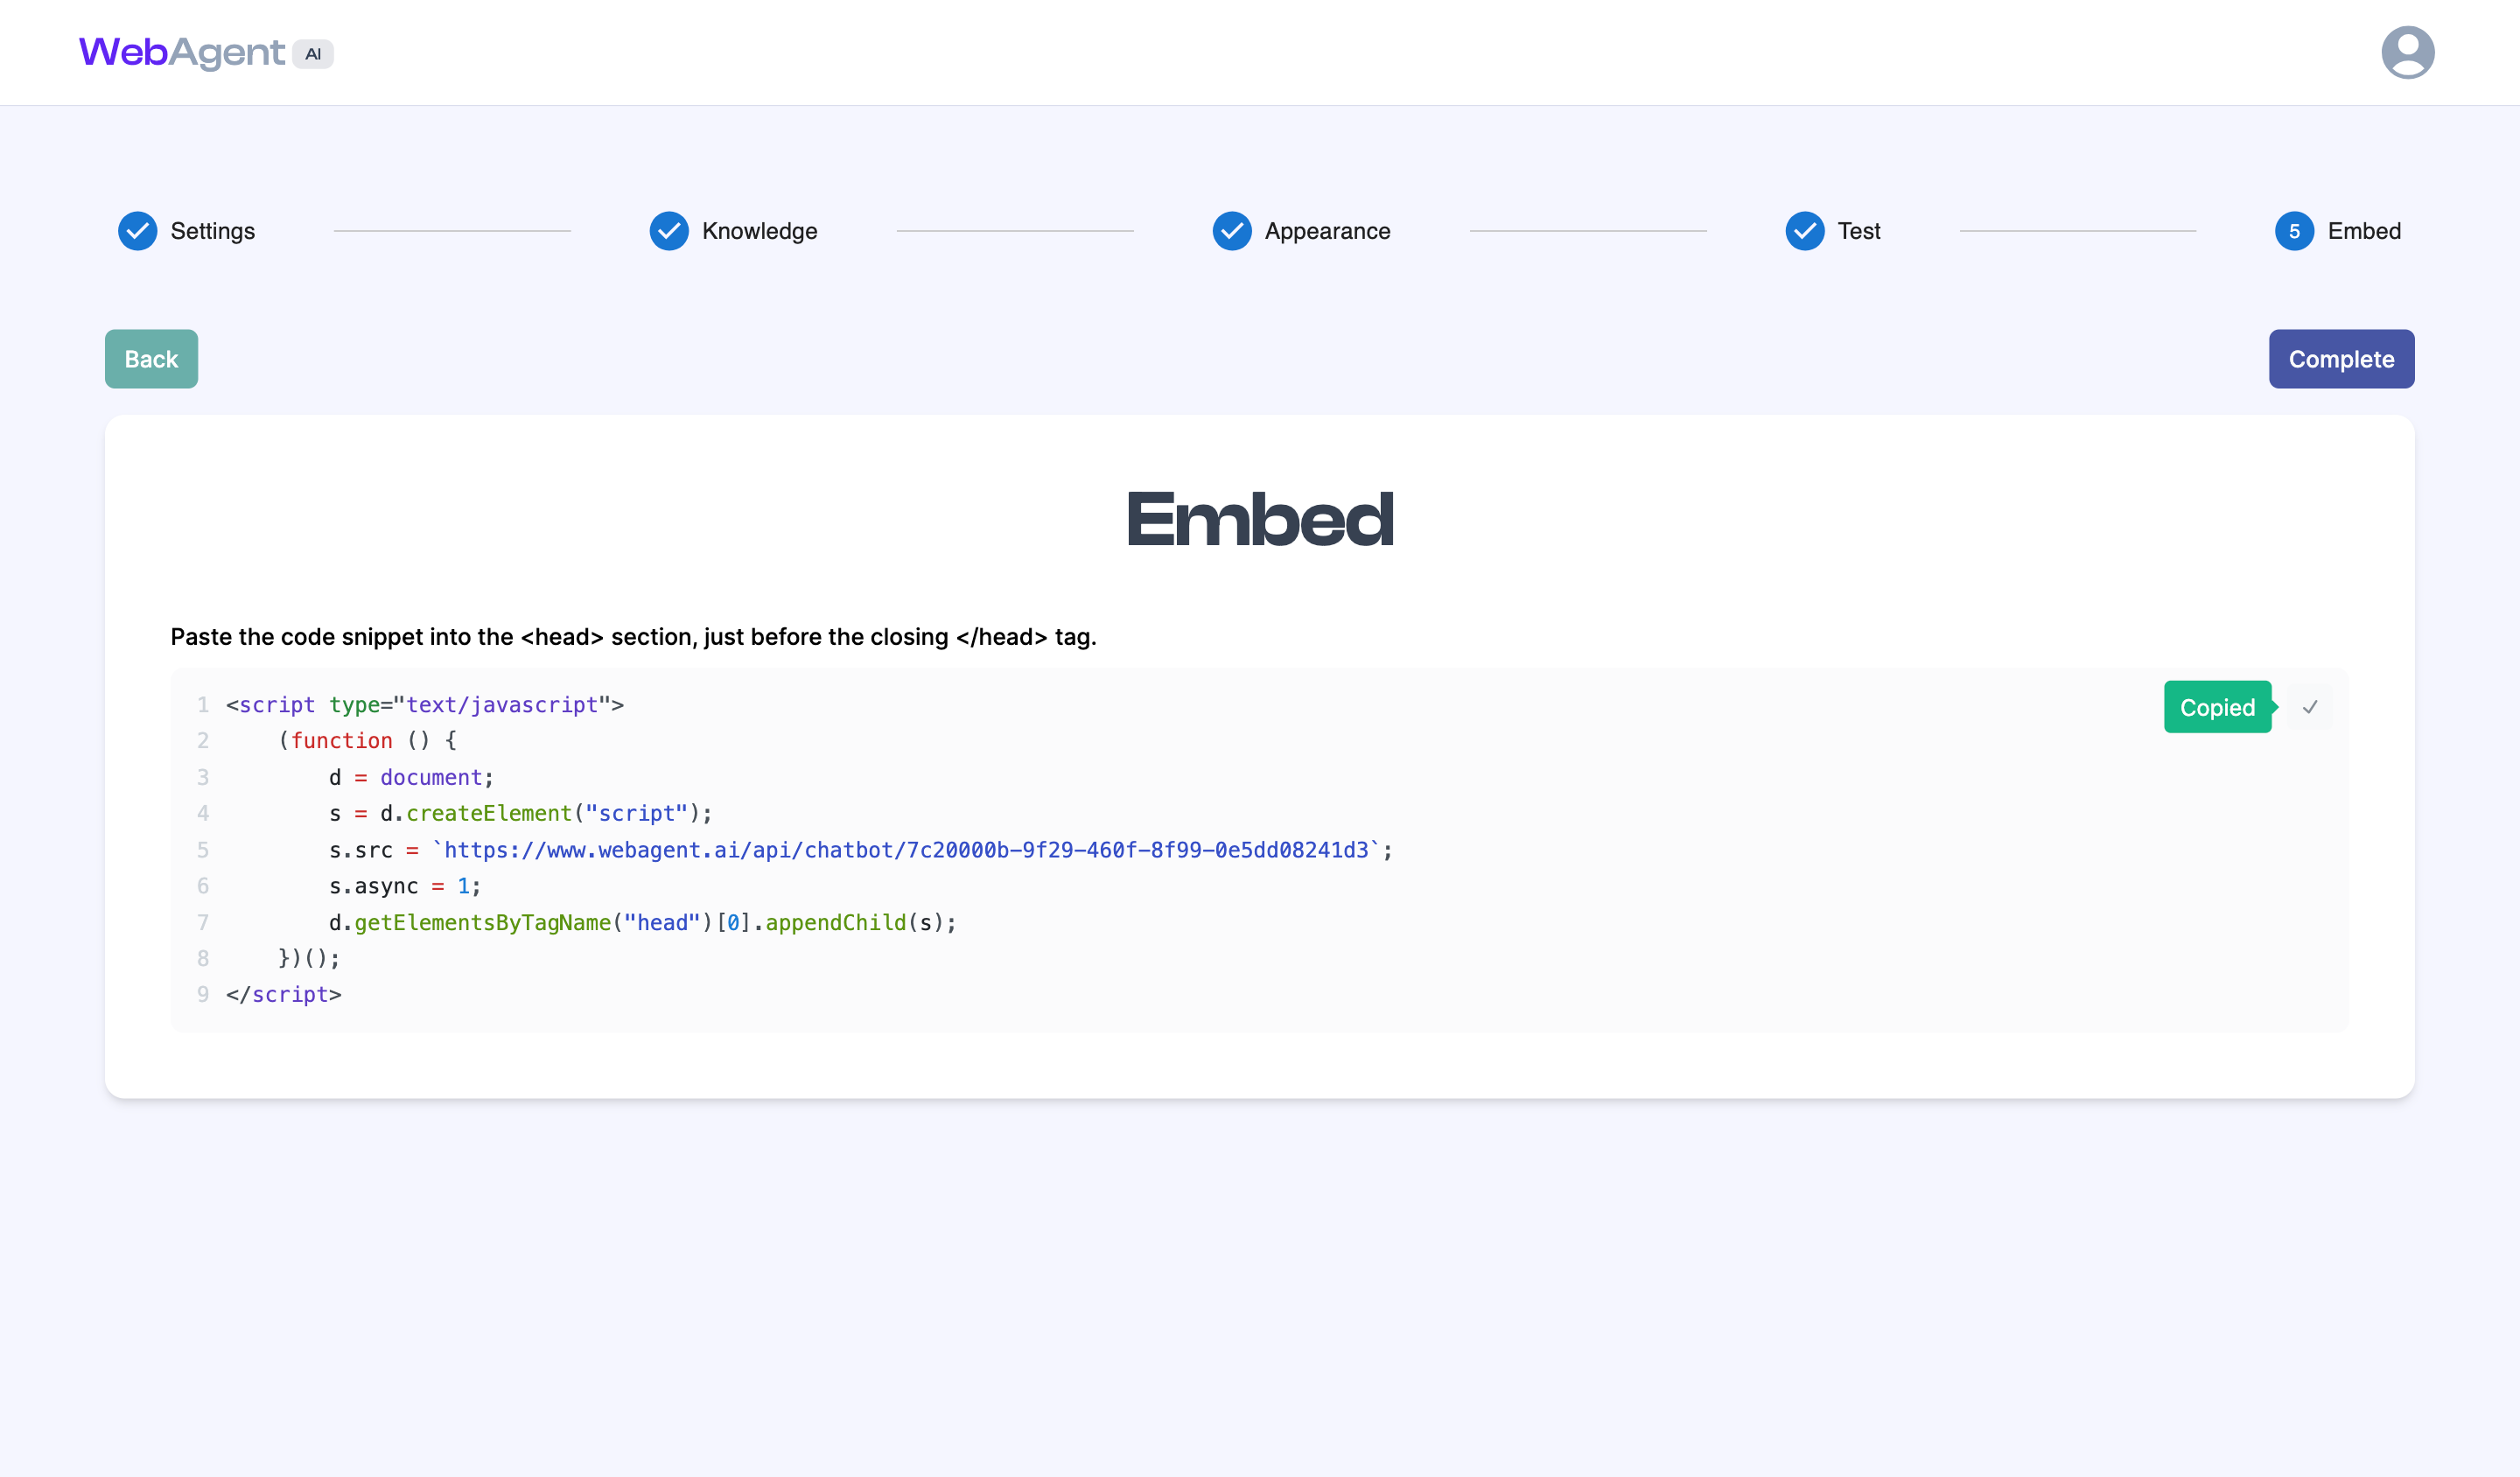 WebAgent AI
Settings
Knowledge
Appearance
Test
5 Embed
Back
Complete
Embed
Paste the code snippet into the <head> section, just before the closing </head> tag.
Copied
1 <script type="text/javascript">
2     (function () {
3         d = document;
4         s = d.createElement("script");
5         s.src = `https://www.webagent.ai/api/chatbot/7c20000b-9f29-460f-8f99-0e5dd08241d3`;
6         s.async = 1;
7         d.getElementsByTagName("head")[0].appendChild(s);
8     })();
9 </script>